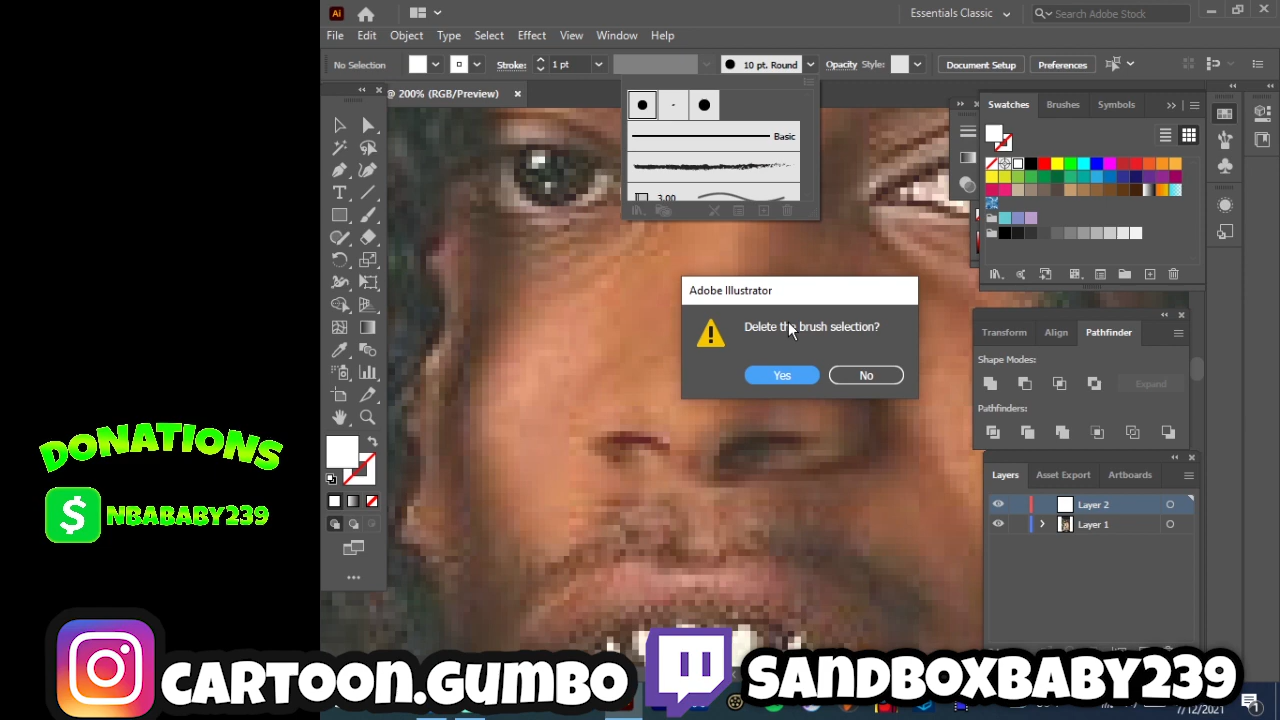 Ai
Essentials Classic
Search Adobe Stock
File Edit Object Type Select Effect View Window Help
No Selection
Stroke:
1 pt
10 pt. Round
Opacity
Style:
Document Setup
Preferences
@ 200% (RGB/Preview)
Basic
3.00
Swatches Brushes Symbols
Adobe Illustrator
Delete the brush selection?
Yes
No
Transform Align Pathfinder
Shape Modes:
Expand
Pathfinders:
Layers Asset Export Artboards
Layer 2
Layer 1
DONATIONS
$
NBABABY239
CARTOON.GUMBO
SANDBOXBABY239
7/12/2021